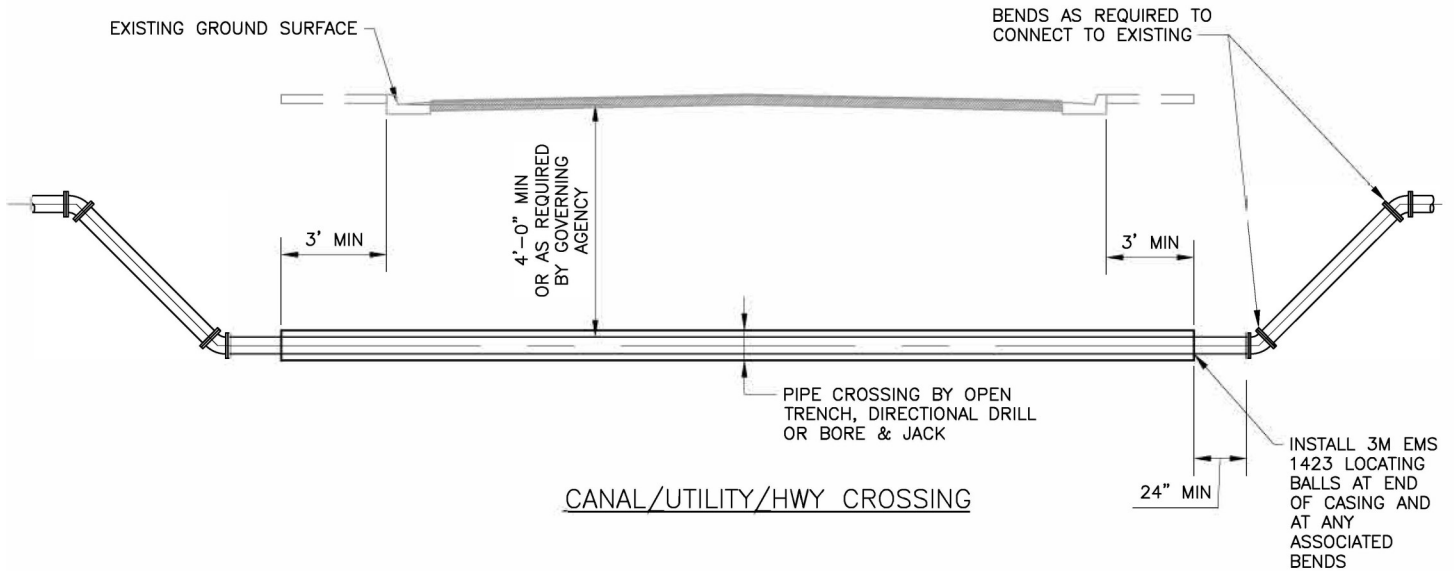 EXISTING GROUND SURFACE
BENDS AS REQUIRED TO
CONNECT TO EXISTING
3' MIN
4'-0" MIN
OR AS REQUIRED
BY GOVERNING
AGENCY
3' MIN
PIPE CROSSING BY OPEN
TRENCH, DIRECTIONAL DRILL
OR BORE & JACK
24" MIN
INSTALL 3M EMS
1423 LOCATING
BALLS AT END
OF CASING AND
AT ANY
ASSOCIATED
BENDS
CANAL/UTILITY/HWY CROSSING